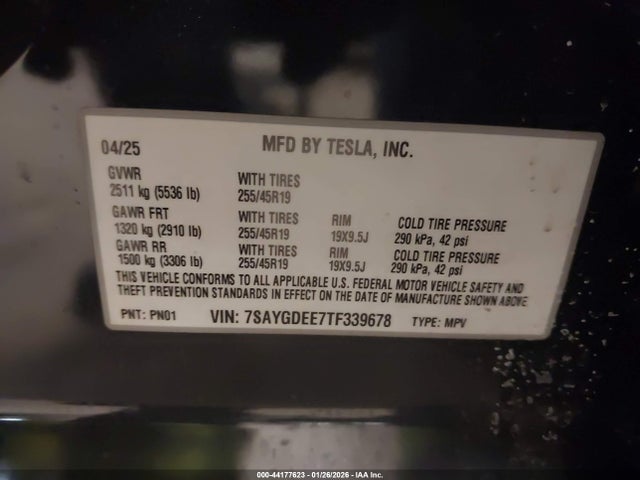 04/25 MFD BY TESLA, INC.
GVWR
2511 kg (5536 lb) WITH TIRES 255/45R19
GAWR FRT
1320 kg (2910 lb) WITH TIRES 255/45R19 RIM 19X9.5J COLD TIRE PRESSURE 290 kPa, 42 psi
GAWR RR
1500 kg (3306 lb) WITH TIRES 255/45R19 RIM 19X9.5J COLD TIRE PRESSURE 290 kPa, 42 psi
THIS VEHICLE CONFORMS TO ALL APPLICABLE U.S. FEDERAL MOTOR VEHICLE SAFETY AND
THEFT PREVENTION STANDARDS IN EFFECT ON THE DATE OF MANUFACTURE SHOWN ABOVE
PNT: PN01 VIN: 7SAYGDEE7TF339678 TYPE: MPV
000-44177623 - 01/26/2026 - IAA Inc.